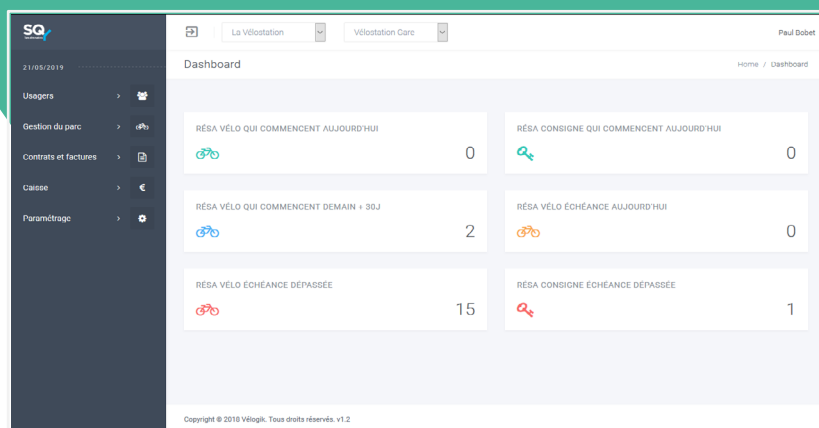 SQY
La Vélostation
Vélostation Gare
Paul Bobet
21/05/2019
Dashboard
Home / Dashboard
Usagers
Gestion du parc
Contrats et factures
Caisse
Paramétrage
RÉSA VÉLO QUI COMMENCENT AUJOURD'HUI
0
RÉSA CONSIGNE QUI COMMENCENT AUJOURD'HUI
0
RÉSA VÉLO QUI COMMENCENT DEMAIN + 30J
2
RÉSA VÉLO ÉCHÉANCE AUJOURD'HUI
0
RÉSA VÉLO ÉCHÉANCE DÉPASSÉE
15
RÉSA CONSIGNE ÉCHÉANCE DÉPASSÉE
1
Copyright © 2018 Vélogik. Tous droits réservés. v1.2